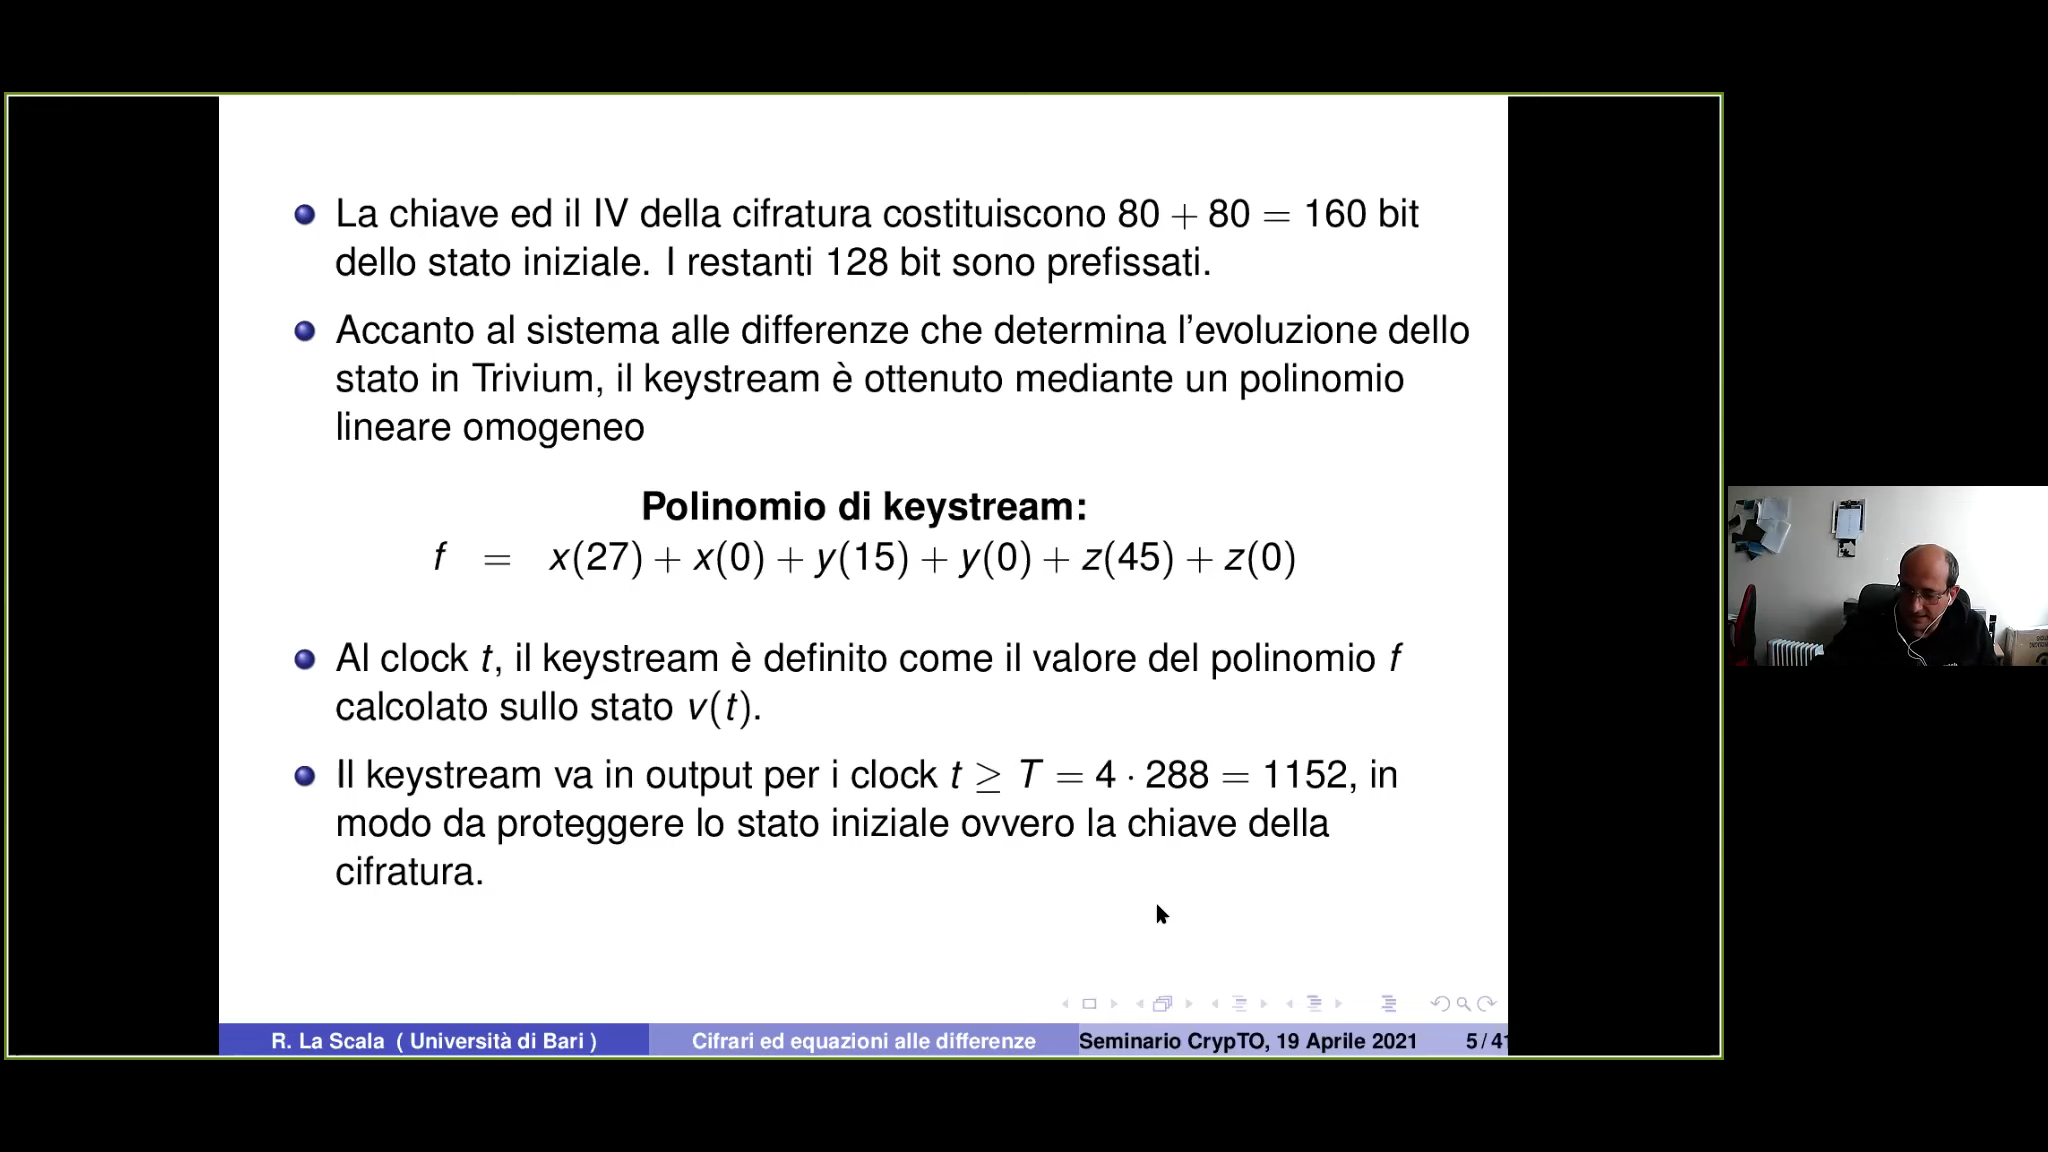 La chiave ed il IV della cifratura costituiscono 80 + 80 = 160 bit
dello stato iniziale. I restanti 128 bit sono prefissati.
Accanto al sistema alle differenze che determina l'evoluzione dello
stato in Trivium, il keystream è ottenuto mediante un polinomio
lineare omogeneo
Polinomio di keystream:
f = x(27) + x(0) + y(15) + y(0) + z(45) + z(0)
Al clock t, il keystream è definito come il valore del polinomio f
calcolato sullo stato v(t).
Il keystream va in output per i clock t ≥ T = 4 · 288 = 1152, in
modo da proteggere lo stato iniziale ovvero la chiave della
cifratura.
R. La Scala ( Università di Bari ) Cifrari ed equazioni alle differenze Seminario CrypTO, 19 Aprile 2021 5 / 41